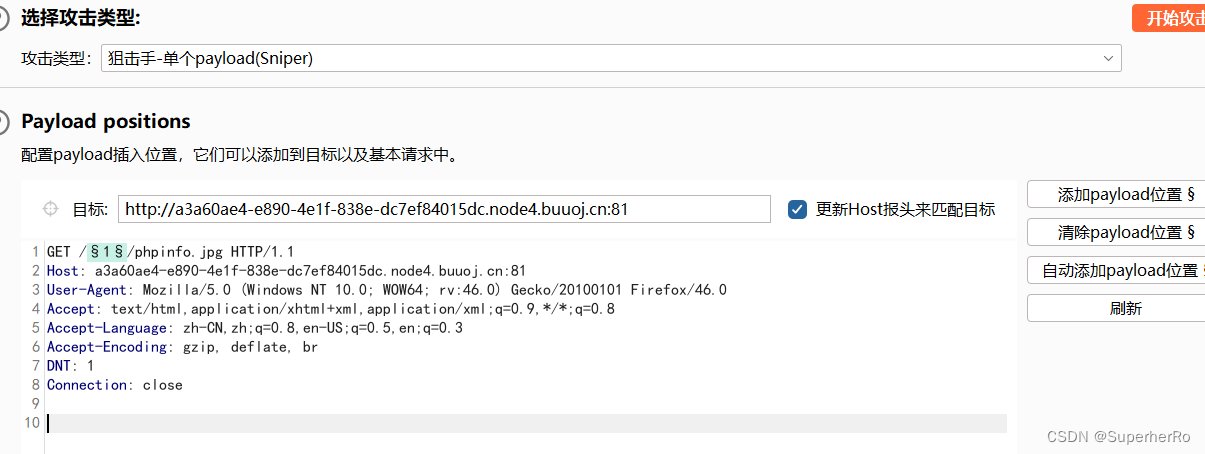 选择攻击类型:
开始攻击
攻击类型: 狙击手-单个payload(Sniper)
Payload positions
配置payload插入位置，它们可以添加到目标以及基本请求中。
目标: http://a3a60ae4-e890-4e1f-838e-dc7ef84015dc.node4.buuoj.cn:81 更新Host报头来匹配目标
添加payload位置 §
清除payload位置 §
自动添加payload位置 §
刷新
1 GET /§1§/phpinfo.jpg HTTP/1.1
2 Host: a3a60ae4-e890-4e1f-838e-dc7ef84015dc.node4.buuoj.cn:81
3 User-Agent: Mozilla/5.0 (Windows NT 10.0; WOW64; rv:46.0) Gecko/20100101 Firefox/46.0
4 Accept: text/html,application/xhtml+xml,application/xml;q=0.9,*/*;q=0.8
5 Accept-Language: zh-CN,zh;q=0.8,en-US;q=0.5,en;q=0.3
6 Accept-Encoding: gzip, deflate, br
7 DNT: 1
8 Connection: close
9
10
CSDN @SuperherRo